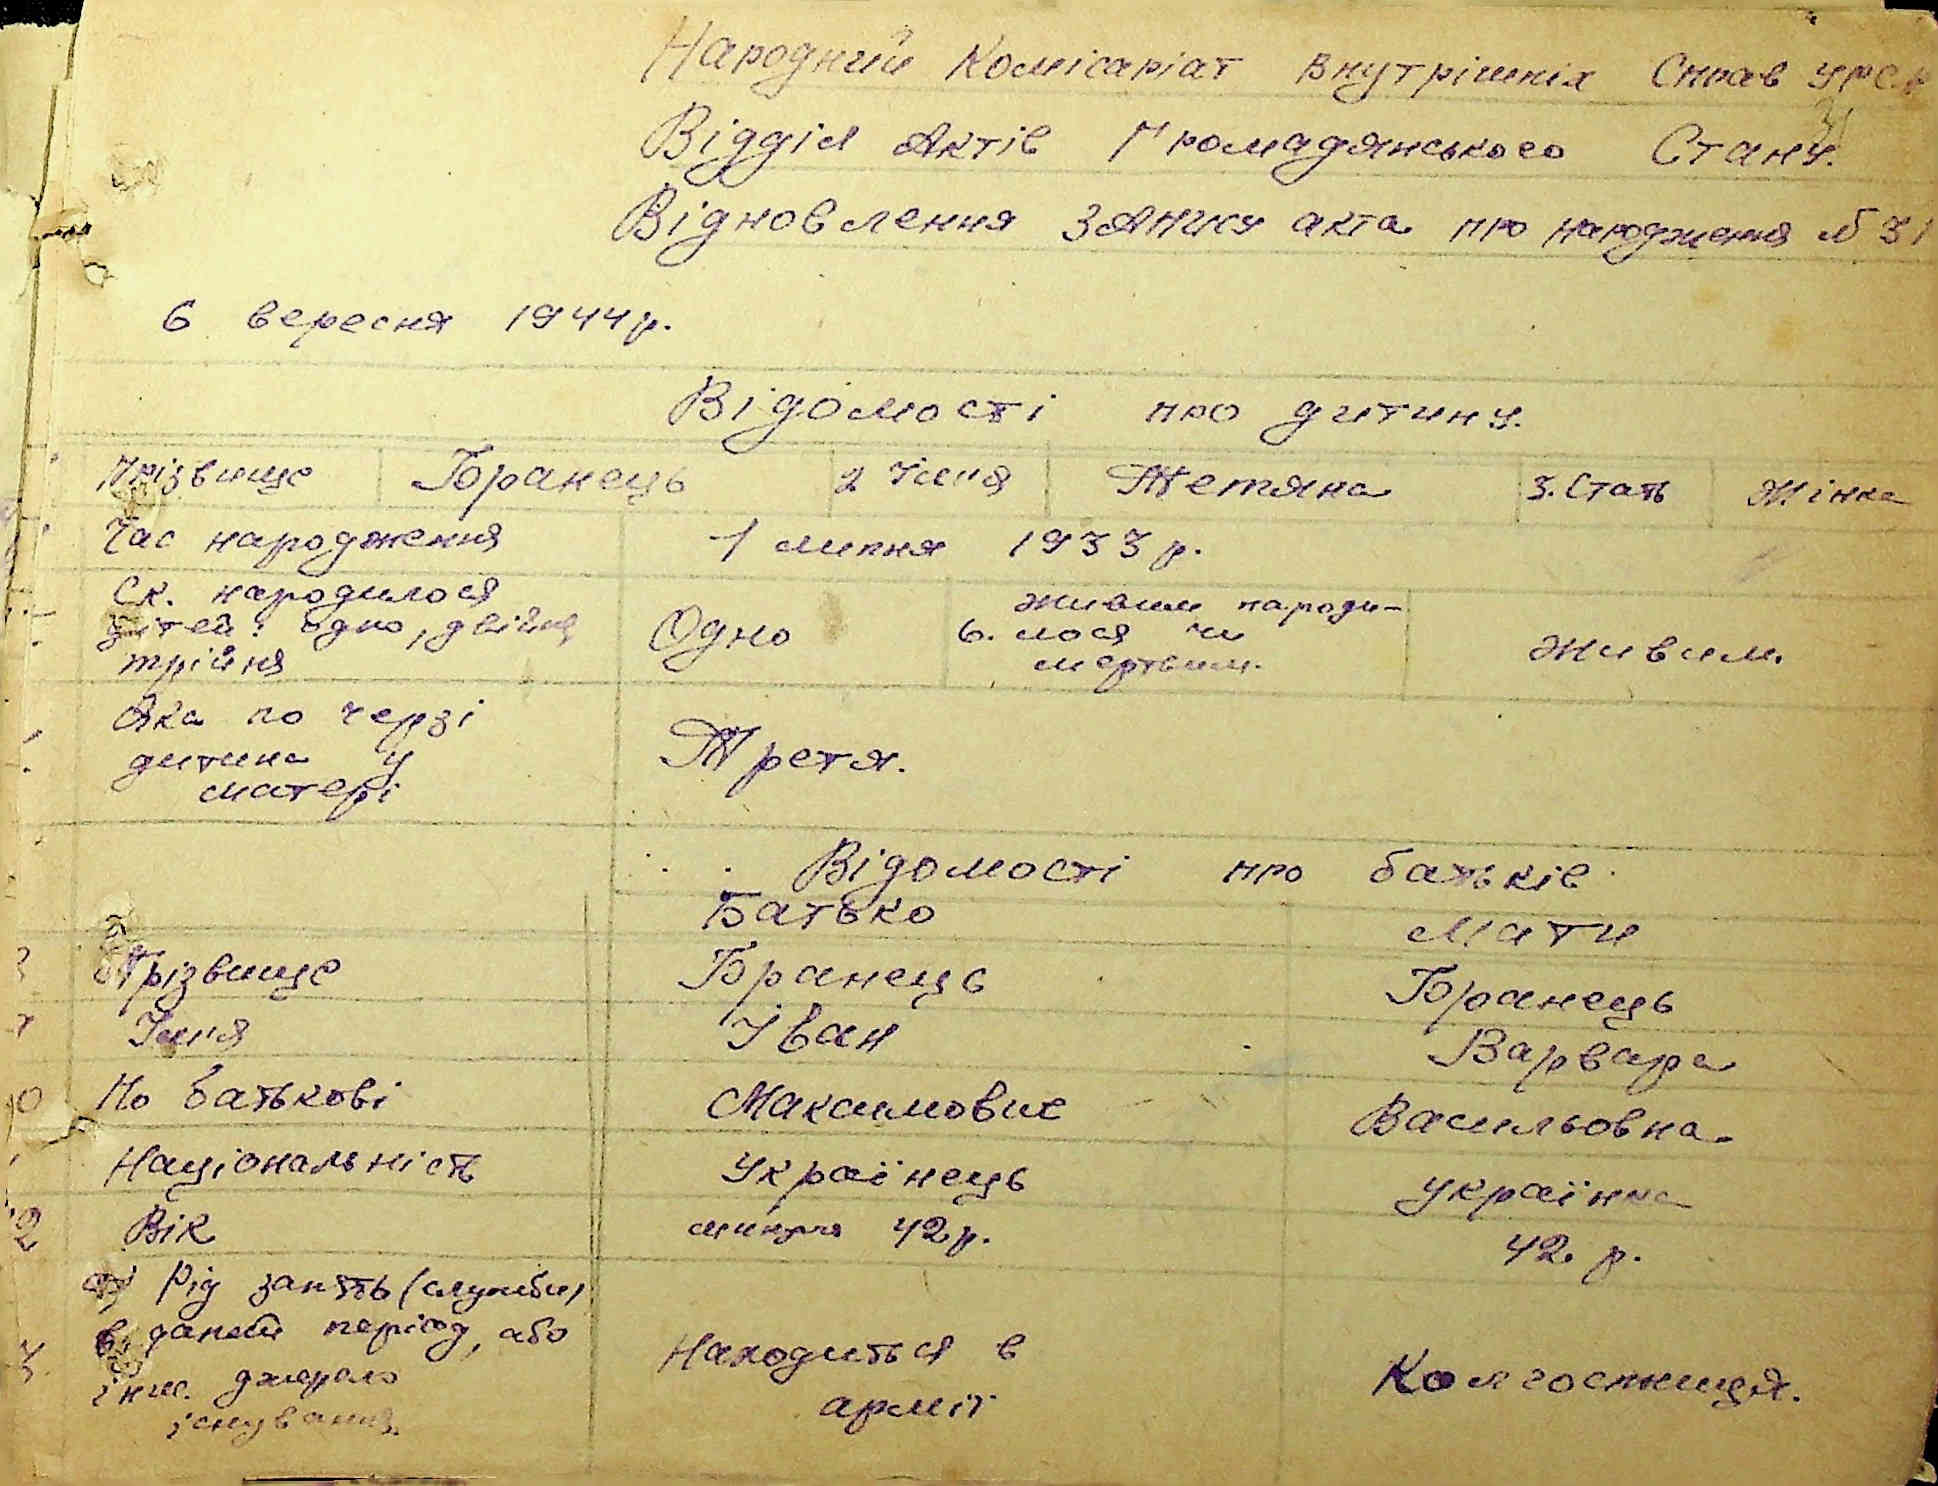 Народний Комісаріат Внутрішніх Справ УРСР
Відділ Актів Громадянського Стану.
Відновлення запису акта про народження № 31
6 вересня 1944 р.
Відомості про дитину.
Прізвище Бранець 2 Ім'я Тетяна 3. Стать Жінка
Час народження 1 липня 1933 р.
Ск. народилося
дітей: одно, двійня
трійня
Одно
живим народи-
6. лося чи
мертвим.
живим.
Яка по черзі
дитина у
матері
Третя.
Відомості про батьків
Батько Мати
Прізвище Бранець Бранець
Ім'я Іван Варвара
По батькові Максимович Васильовна
Національність Українець Українка
Вік 42 р. 42 р.
Рід занять (служби)
в даний період, або
інше. джерело
існування.
Находиться в
армії
Колгоспниця.